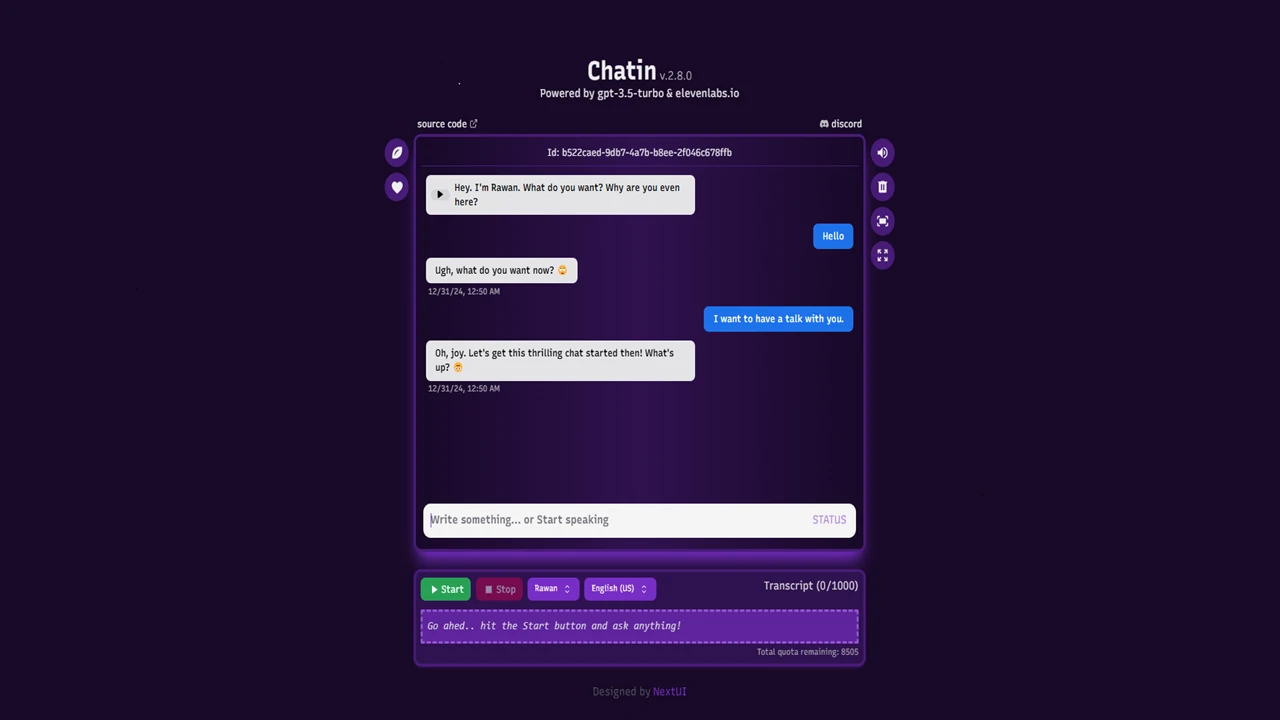 Chatin v.2.8.0
Powered by gpt-3.5-turbo & elevenlabs.io
source code
discord
Id: b522caed-9db7-4a7b-b8ee-2f046c678ffb
Hey. I'm Rawan. What do you want? Why are you even
here?
Hello
Ugh, what do you want now? 🙄
12/31/24, 12:50 AM
I want to have a talk with you.
Oh, joy. Let's get this thrilling chat started then! What's
up? 🙃
12/31/24, 12:50 AM
Write something... or Start speaking
STATUS
Start
Stop
Rawan
English (US)
Transcript (0/1000)
Go ahed.. hit the Start button and ask anything!
Total quota remaining: 8505
Designed by NextUI